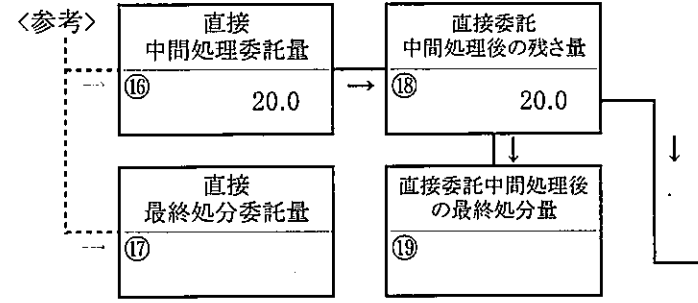 〈参考〉
直接
中間処理委託量
⑯
20.0
→
直接委託
中間処理後の残さ量
⑱
20.0
↓
↓
直接
最終処分委託量
⑰
直接委託中間処理後
の最終処分量
⑲